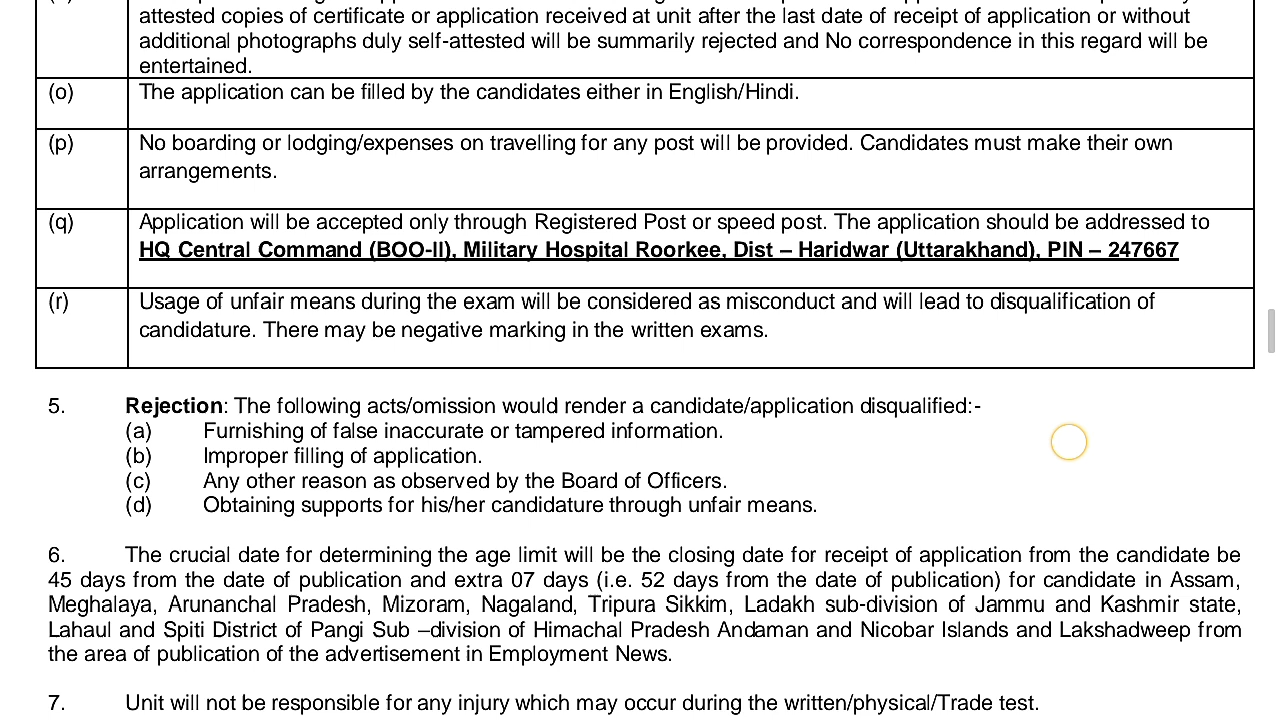 attested copies of certificate or application received at unit after the last date of receipt of application or without
additional photographs duly self-attested will be summarily rejected and No correspondence in this regard will be
entertained.
(o) The application can be filled by the candidates either in English/Hindi.
(p) No boarding or lodging/expenses on travelling for any post will be provided. Candidates must make their own
arrangements.
(q) Application will be accepted only through Registered Post or speed post. The application should be addressed to
HQ Central Command (BOO-II), Military Hospital Roorkee, Dist – Haridwar (Uttarakhand), PIN – 247667
(r) Usage of unfair means during the exam will be considered as misconduct and will lead to disqualification of
candidature. There may be negative marking in the written exams.
5. Rejection: The following acts/omission would render a candidate/application disqualified:-
(a) Furnishing of false inaccurate or tampered information.
(b) Improper filling of application.
(c) Any other reason as observed by the Board of Officers.
(d) Obtaining supports for his/her candidature through unfair means.
6. The crucial date for determining the age limit will be the closing date for receipt of application from the candidate be
45 days from the date of publication and extra 07 days (i.e. 52 days from the date of publication) for candidate in Assam,
Meghalaya, Arunanchal Pradesh, Mizoram, Nagaland, Tripura Sikkim, Ladakh sub-division of Jammu and Kashmir state,
Lahaul and Spiti District of Pangi Sub –division of Himachal Pradesh Andaman and Nicobar Islands and Lakshadweep from
the area of publication of the advertisement in Employment News.
7. Unit will not be responsible for any injury which may occur during the written/physical/Trade test.